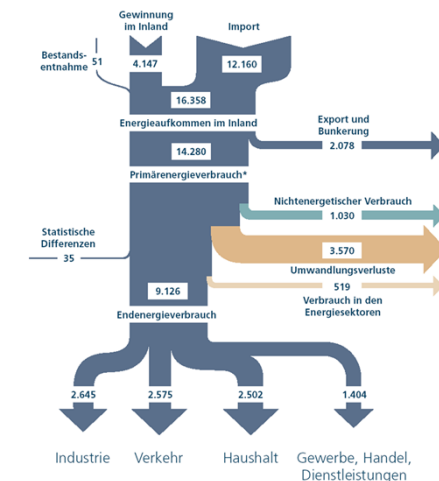 Gewinnung
im Inland
Import
Bestands-
entnahme
51
4.147
12.160
16.358
Energieaufkommen im Inland
Export und
Bunkerung
2.078
14.280
Primärenergieverbrauch*
Nichtenergetischer Verbrauch
1.030
Statistische
Differenzen
35
3.570
Umwandlungsverluste
519
Verbrauch in den
Energiesektoren
9.126
Endenergieverbrauch
2.645
2.575
2.502
1.404
Industrie
Verkehr
Haushalt
Gewerbe, Handel,
Dienstleistungen